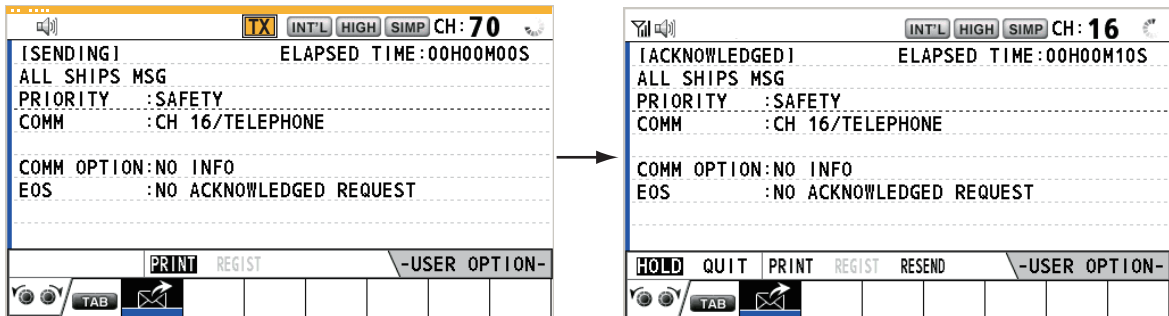 TX INT'L HIGH SIMP CH: 70
[SENDING] ELAPSED TIME:00H00M00S
ALL SHIPS MSG
PRIORITY :SAFETY
COMM :CH 16/TELEPHONE
COMM OPTION:NO INFO
EOS :NO ACKNOWLEDGED REQUEST
PRINT REGIST -USER OPTION-
TAB
INT'L HIGH SIMP CH: 16
[ACKNOWLEDGED] ELAPSED TIME:00H00M10S
ALL SHIPS MSG
PRIORITY :SAFETY
COMM :CH 16/TELEPHONE
COMM OPTION:NO INFO
EOS :NO ACKNOWLEDGED REQUEST
HOLD QUIT PRINT REGIST RESEND -USER OPTION-
TAB